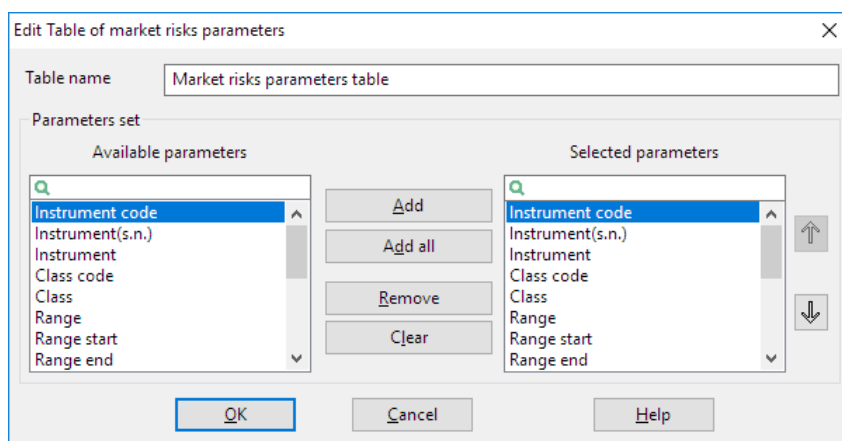 Edit Table of market risks parameters
Table name
Market risks parameters table
Parameters set
Available parameters
Instrument code
Instrument(s.n.)
Instrument
Class code
Class
Range
Range start
Range end
Add
Add all
Remove
Clear
Selected parameters
Instrument code
Instrument(s.n.)
Instrument
Class code
Class
Range
Range start
Range end
OK
Cancel
Help